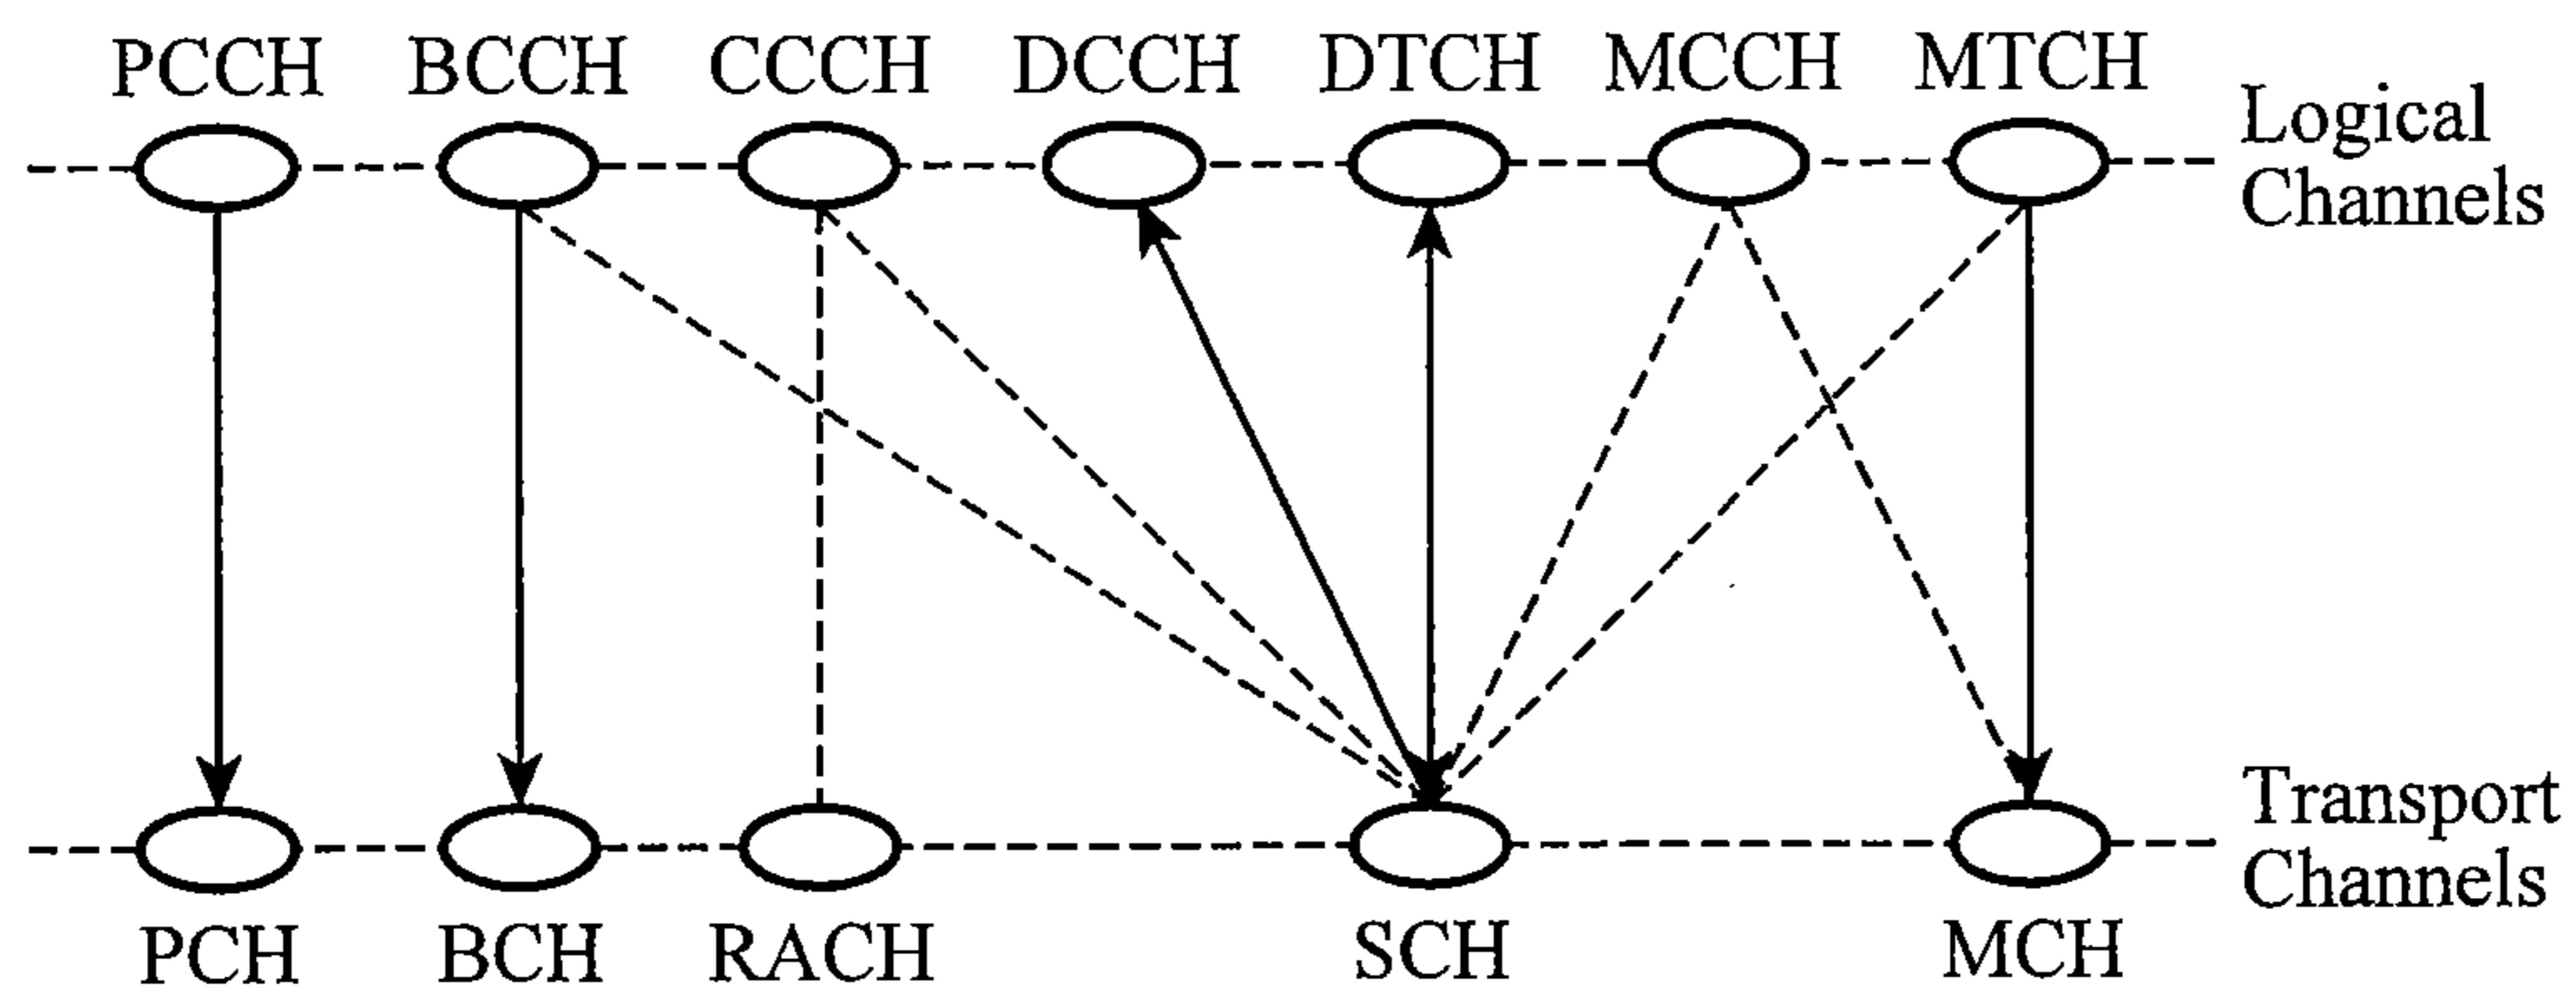 PCCH BCCH CCCH DCCH DTCH MCCH MTCH
Logical
Channels
Transport
Channels
PCH BCH RACH SCH MCH